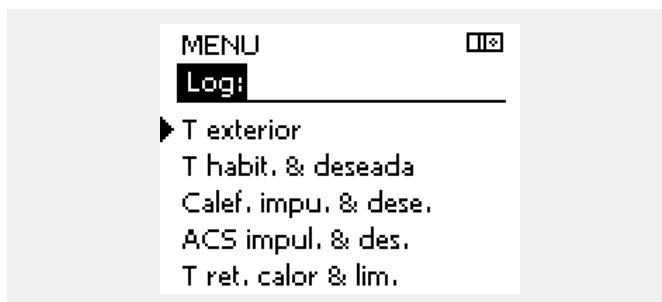 MENU
Log:
T exterior
T habit. & deseada
Calef. impu. & dese.
ACS impul. & des.
T ret. calor & lim.